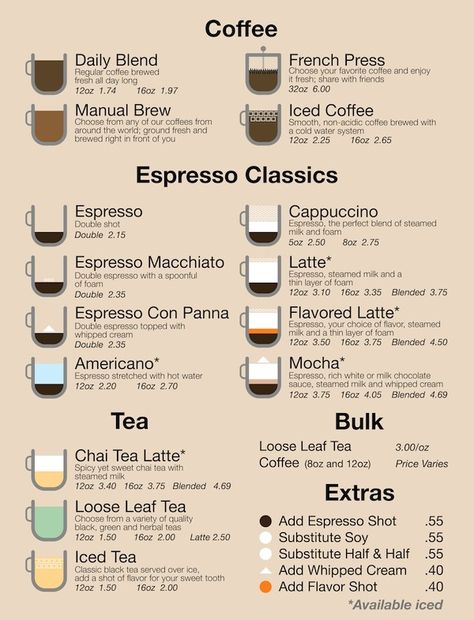 Coffee
Daily Blend
Regular coffee brewed
fresh all day long
12oz 1.74 16oz 1.97
French Press
Choose your favorite coffee and enjoy
it fresh; share with friends
32oz 6.00
Manual Brew
Choose from any of our coffees from
around the world; ground fresh and
brewed right in front of you
Iced Coffee
Smooth, non-acidic coffee brewed with
a cold water system
12oz 2.25 16oz 2.65
Espresso Classics
Espresso
Double shot
Double 2.15
Cappuccino
Espresso, the perfect blend of steamed
milk and foam
5oz 2.50 8oz 2.75
Espresso Macchiato
Double espresso with a spoonful
of foam
Double 2.35
Latte*
Espresso, steamed milk and a
thin layer of foam
12oz 3.10 16oz 3.35 Blended 3.75
Espresso Con Panna
Double espresso topped with
whipped cream
Double 2.35
Flavored Latte*
Espresso, your choice of flavor, steamed
milk and a thin layer of foam
12oz 3.50 16oz 3.75 Blended 4.50
Americano*
Espresso stretched with hot water
12oz 2.20 16oz 2.70
Mocha*
Espresso, rich white or milk chocolate
sauce, steamed milk and whipped cream
12oz 3.75 16oz 4.05 Blended 4.69
Tea
Chai Tea Latte*
Spicy yet sweet chai tea with
steamed milk
12oz 3.40 16oz 3.75 Blended 4.69
Loose Leaf Tea
Choose from a variety of quality
black, green and herbal teas
12oz 1.50 16oz 2.00 Latte 2.50
Iced Tea
Classic black tea served over ice,
add a shot of flavor for your sweet tooth
12oz 1.50 16oz 2.00
Bulk
Loose Leaf Tea 3.00/oz
Coffee (8oz and 12oz) Price Varies
Extras
Add Espresso Shot .55
Substitute Soy .55
Substitute Half & Half .55
Add Whipped Cream .40
Add Flavor Shot .40
*Available iced